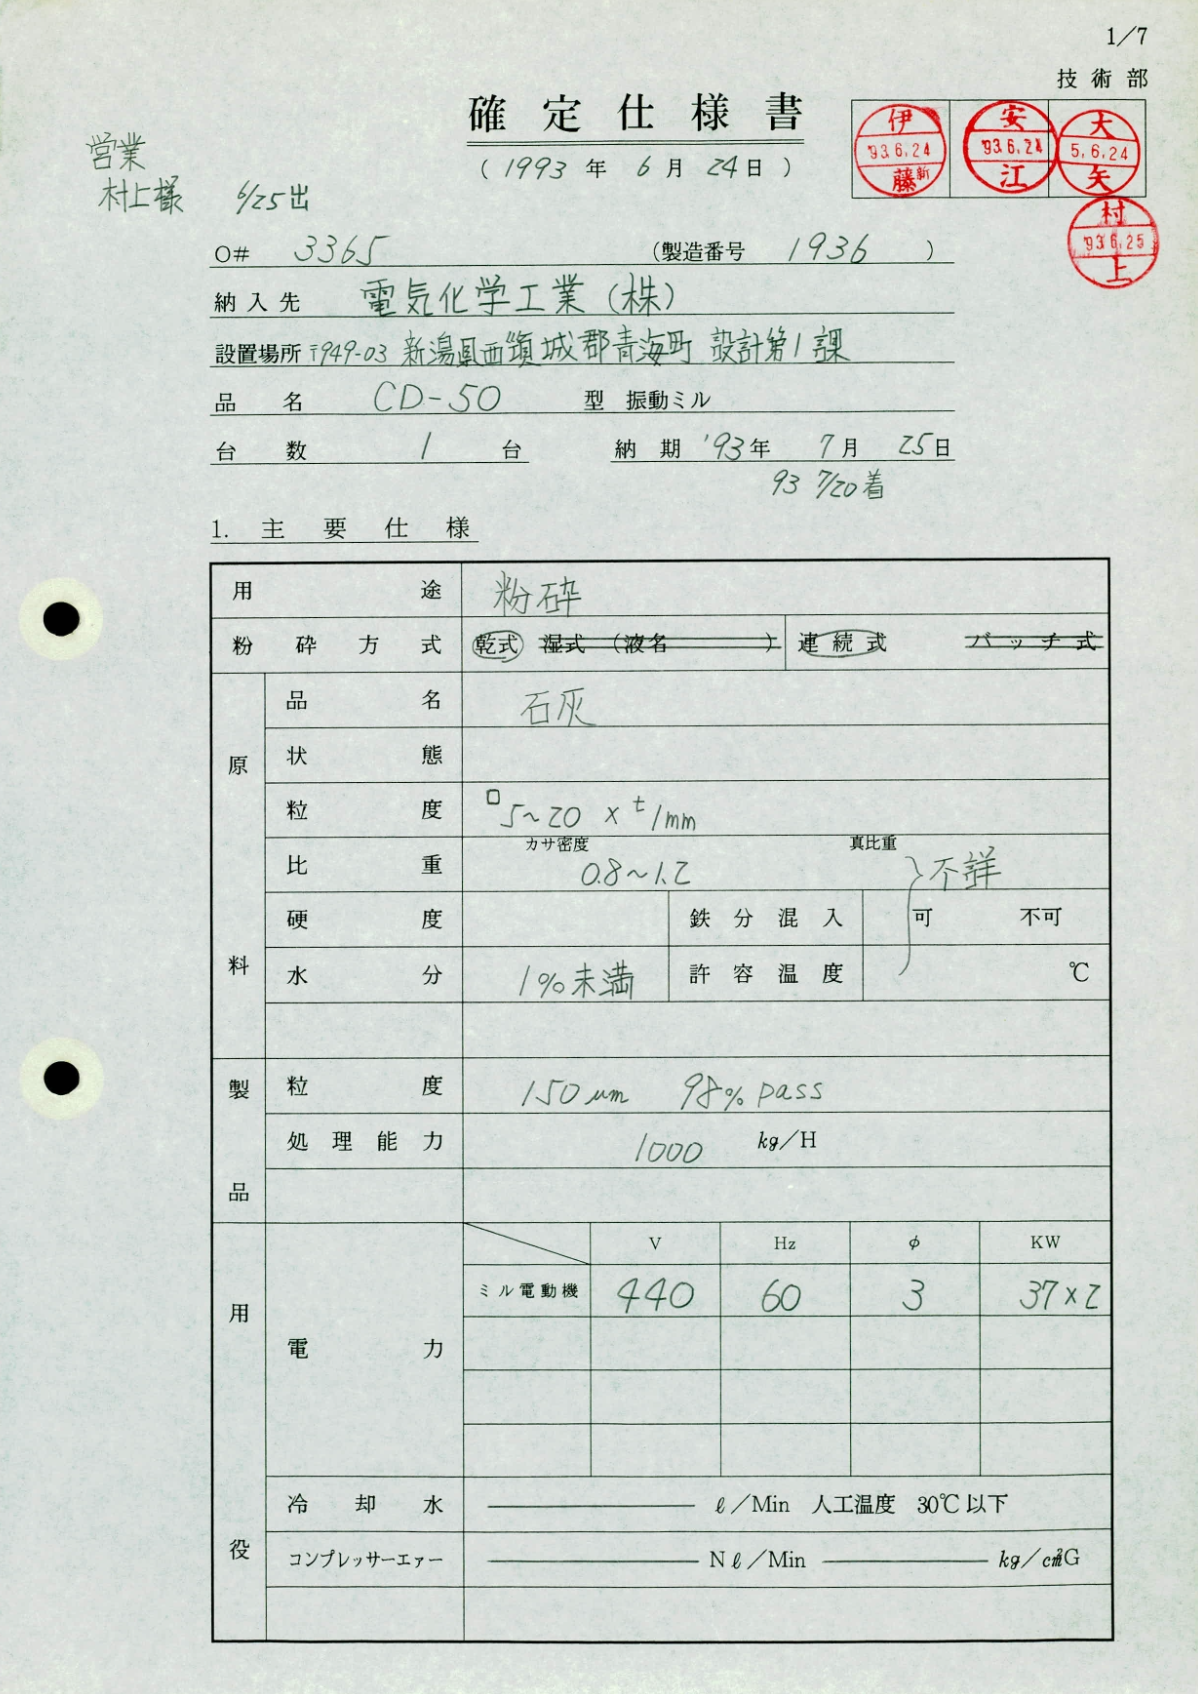 1／7
技術部
確定仕様書
（1993年 6月 24日）
伊 93.6.24 藤 新
安 93.6.24 江
大 5.6.24 矢
村 93.6.25 上
営業
村上様 6/25出
O# 3365 （製造番号 1936 ）
納入先 電気化学工業（株）
設置場所 〒949-03 新潟県西頸城郡青海町 設計第1課
品名 CD-50 型 振動ミル
台数 1 台 納期 '93年 7月 25日
93 7/20着
1. 主要仕様
用途 粉砕
粉砕方式 乾式 湿式（液名 ） 連続式 バッチ式
原料
品名 石灰
状態
粒度 □5~20 × t1mm
比重 カサ密度 0.8~1.2 真比重 不詳
硬度 鉄分混入 可 不可
水分 1%未満 許容温度 ℃
製品
粒度 150μm 98% pass
処理能力 1000 kg／H
用役
電力 V Hz φ KW
ミル電動機 440 60 3 37×2
冷却水 ℓ／Min 人工温度 30℃以下
コンプレッサーエァー Nℓ／Min kg／c㎡G